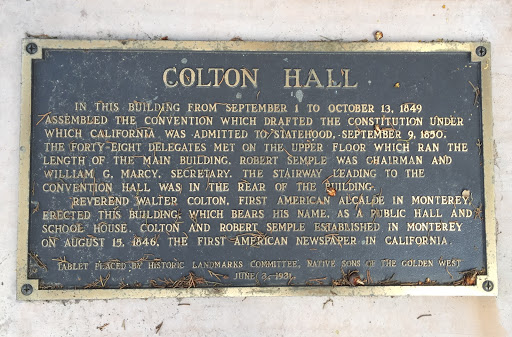 COLTON HALL
IN THIS BUILDING FROM SEPTEMBER 1 TO OCTOBER 13, 1849
ASSEMBLED THE CONVENTION WHICH DRAFTED THE CONSTITUTION UNDER
WHICH CALIFORNIA WAS ADMITTED TO STATEHOOD, SEPTEMBER 9, 1850.
THE FORTY-EIGHT DELEGATES MET ON THE UPPER FLOOR WHICH RAN THE
LENGTH OF THE MAIN BUILDING. ROBERT SEMPLE WAS CHAIRMAN AND
WILLIAM G. MARCY, SECRETARY. THE STAIRWAY LEADING TO THE
CONVENTION HALL WAS IN THE REAR OF THE BUILDING.
REVEREND WALTER COLTON, FIRST AMERICAN ALCALDE IN MONTEREY,
ERECTED THIS BUILDING, WHICH BEARS HIS NAME, AS A PUBLIC HALL AND
SCHOOL HOUSE. COLTON AND ROBERT SEMPLE ESTABLISHED IN MONTEREY
ON AUGUST 15, 1846, THE FIRST AMERICAN NEWSPAPER IN CALIFORNIA.
TABLET PLACED BY HISTORIC LANDMARKS COMMITTEE, NATIVE SONS OF THE GOLDEN WEST
JUNE 3, 1931